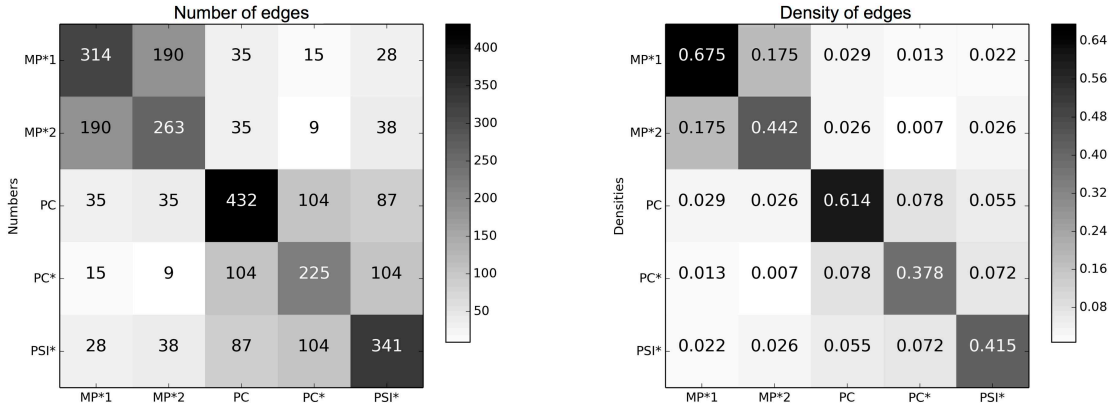 Number of edges
MP*1 314 190 35 15 28
MP*2 190 263 35 9 38
PC 35 35 432 104 87
PC* 15 9 104 225 104
PSI* 28 38 87 104 341
MP*1 MP*2 PC PC* PSI*
Numbers
400
350
300
250
200
150
100
50
Density of edges
MP*1 0.675 0.175 0.029 0.013 0.022
MP*2 0.175 0.442 0.026 0.007 0.026
PC 0.029 0.026 0.614 0.078 0.055
PC* 0.013 0.007 0.078 0.378 0.072
PSI* 0.022 0.026 0.055 0.072 0.415
MP*1 MP*2 PC PC* PSI*
Densities
0.64
0.56
0.48
0.40
0.32
0.24
0.16
0.08